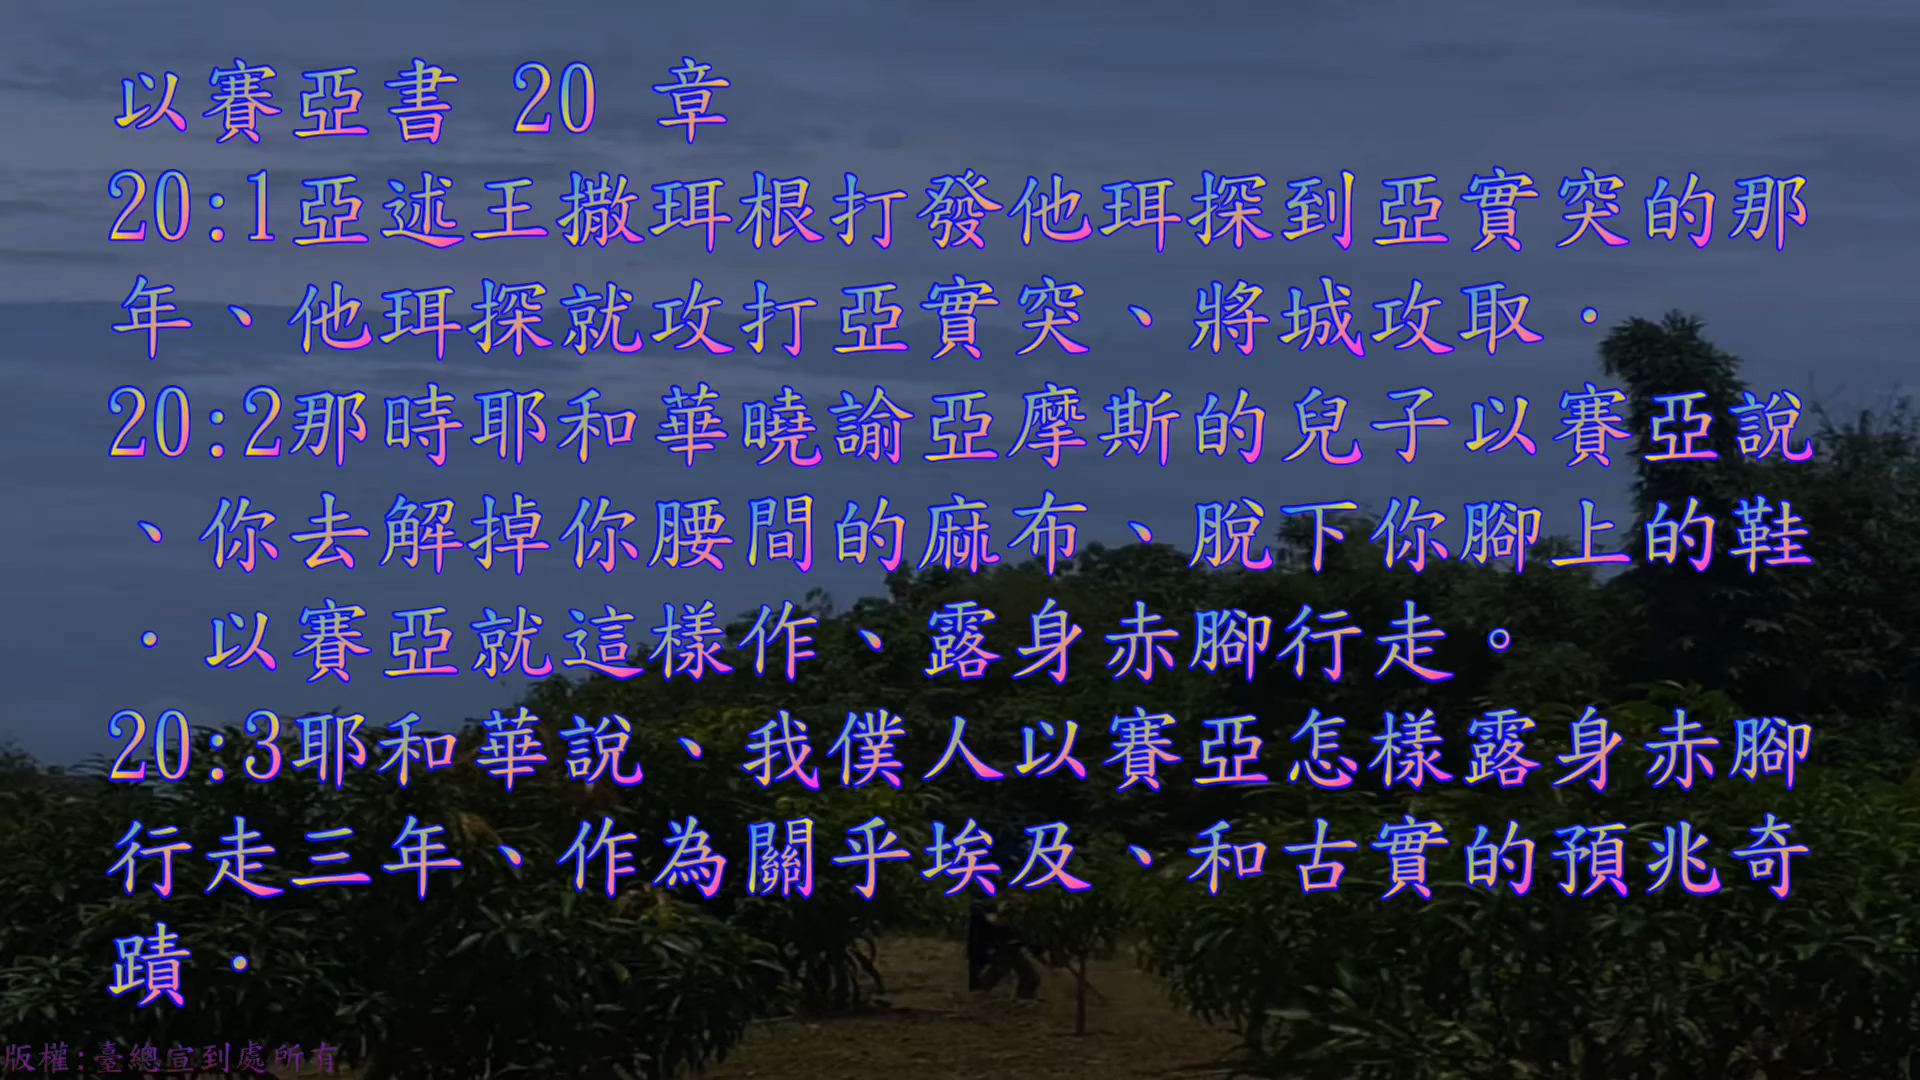 以賽亞書 20 章
20:1亞述王撒珥根打發他珥探到亞實突的那
年、他珥探就攻打亞實突、將城攻取．
20:2那時耶和華曉諭亞摩斯的兒子以賽亞說
、你去解掉你腰間的麻布、脫下你腳上的鞋
．以賽亞就這樣作、露身赤腳行走。
20:3耶和華說、我僕人以賽亞怎樣露身赤腳
行走三年、作為關乎埃及、和古實的預兆奇
蹟．
版權:臺總宣到處所有